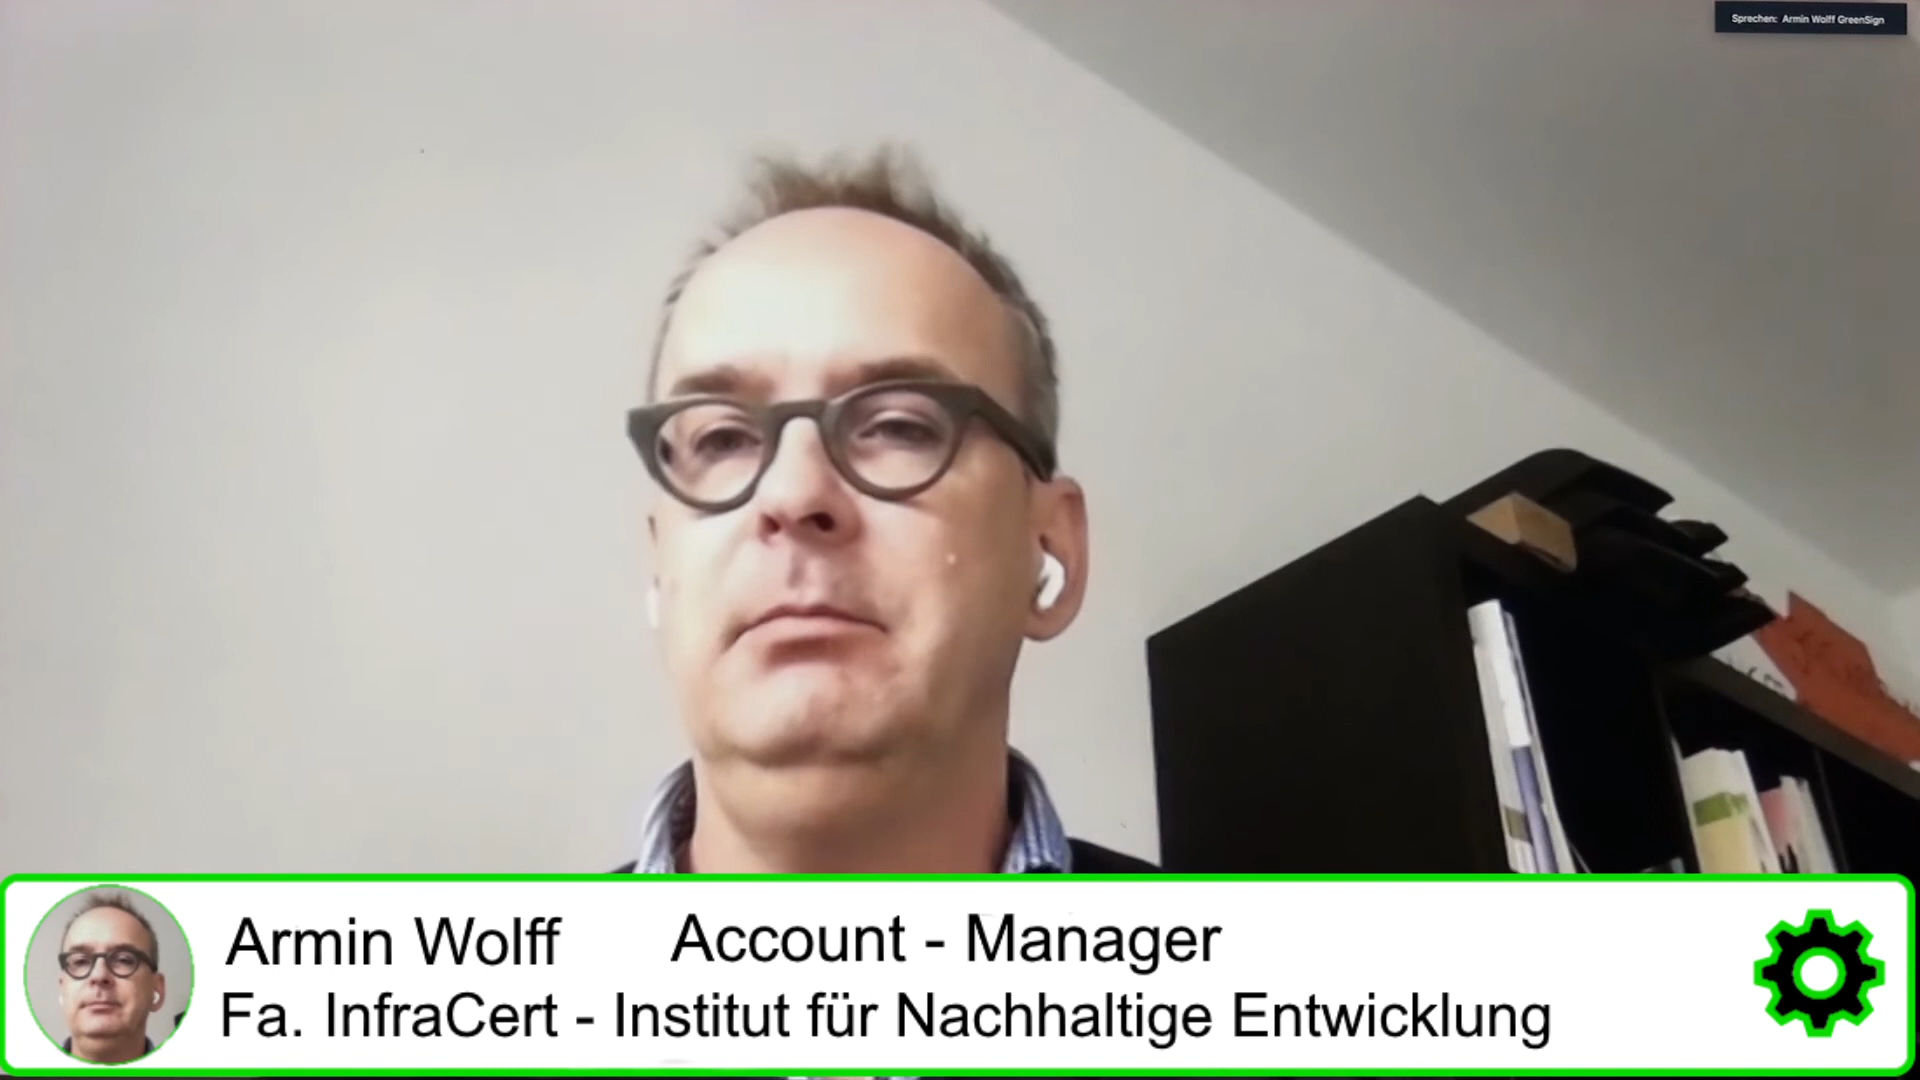 Sprechen: Armin Wolff GreenSign
Armin Wolff
Account - Manager
Fa. InfraCert - Institut für Nachhaltige Entwicklung